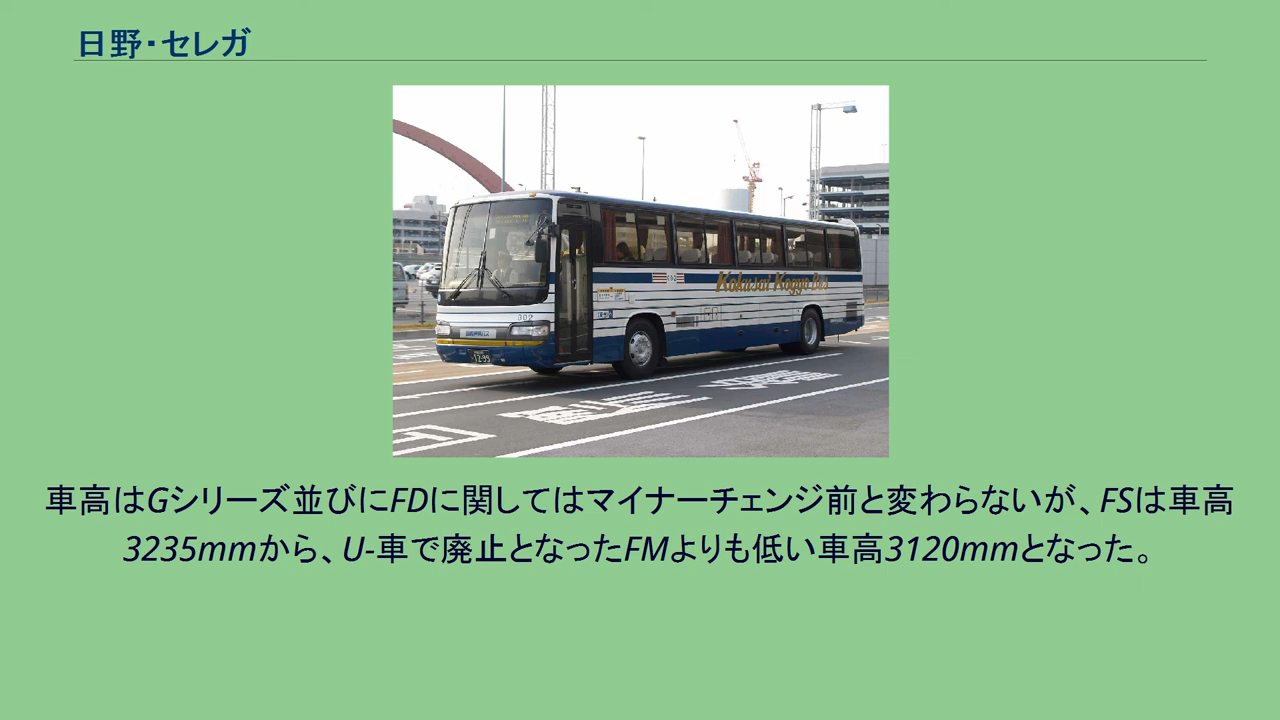 日野・セレガ
Kokusai Kogyo Bus
002
12-99
車高はGシリーズ並びにFDに関してはマイナーチェンジ前と変わらないが、FSは車高
3235mmから、U-車で廃止となったFMよりも低い車高3120mmとなった。